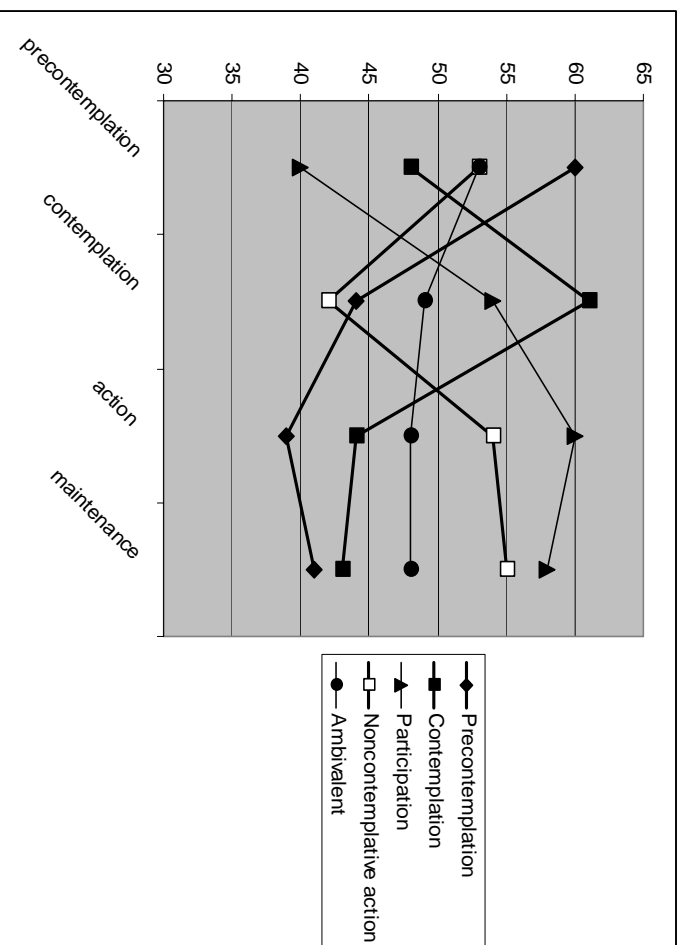 65
60
55
50
45
40
35
30
precontemplation
contemplation
action
maintenance
Precontemplation
Contemplation
Participation
Noncontemplative action
Ambivalent